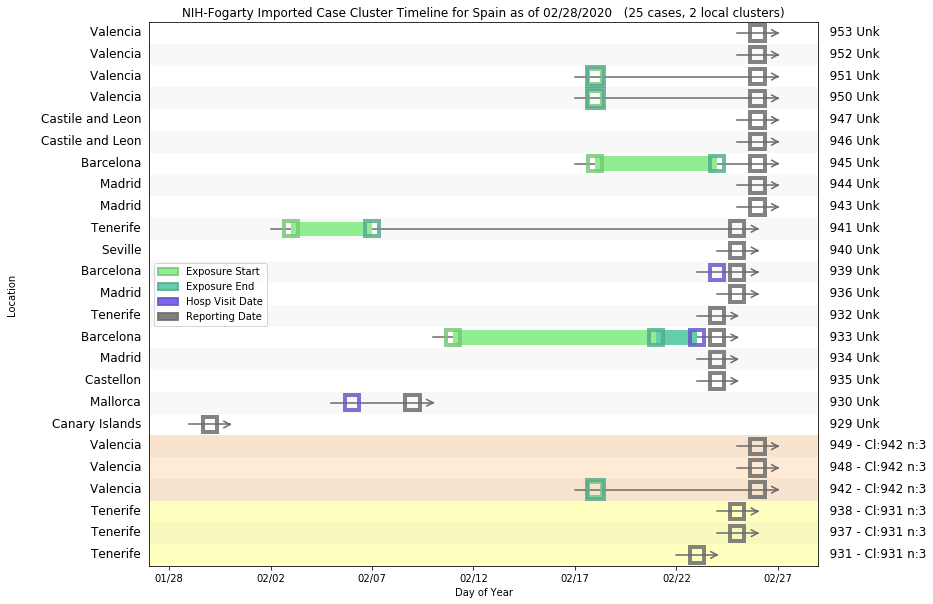 NIH-Fogarty Imported Case Cluster Timeline for Spain as of 02/28/2020   (25 cases, 2 local clusters)
Valencia 953 Unk
Valencia 952 Unk
Valencia 951 Unk
Valencia 950 Unk
Castile and Leon 947 Unk
Castile and Leon 946 Unk
Barcelona 945 Unk
Madrid 944 Unk
Madrid 943 Unk
Tenerife 941 Unk
Seville 940 Unk
Barcelona 939 Unk
Madrid 936 Unk
Tenerife 932 Unk
Barcelona 933 Unk
Madrid 934 Unk
Castellon 935 Unk
Mallorca 930 Unk
Canary Islands 929 Unk
Valencia 949 - Cl:942 n:3
Valencia 948 - Cl:942 n:3
Valencia 942 - Cl:942 n:3
Tenerife 938 - Cl:931 n:3
Tenerife 937 - Cl:931 n:3
Tenerife 931 - Cl:931 n:3
Location
Exposure Start
Exposure End
Hosp Visit Date
Reporting Date
01/28 02/02 02/07 02/12 02/17 02/22 02/27
Day of Year